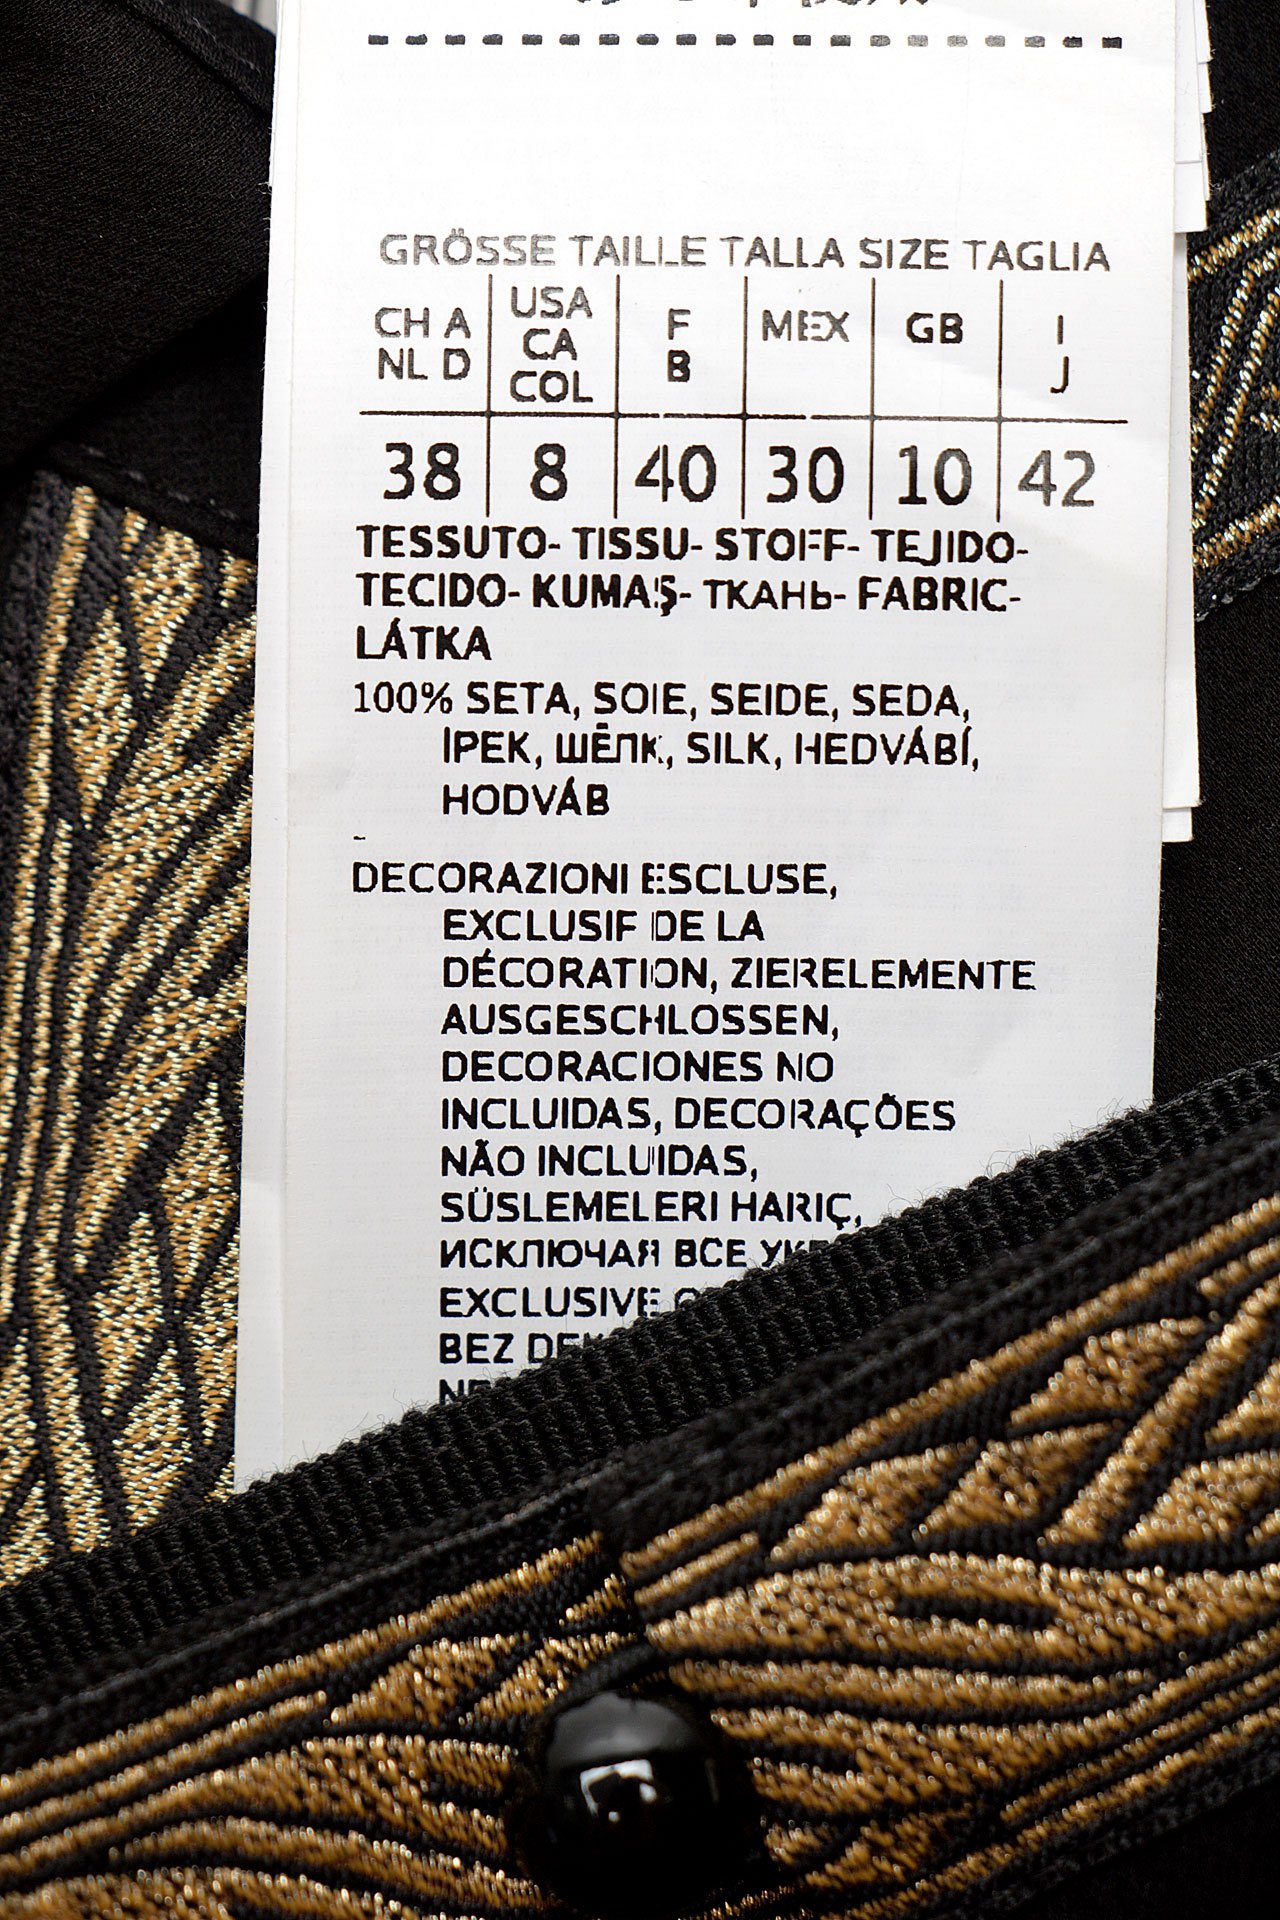 GRÖSSE TAILLE TALLA SIZE TAGLIA
CH A NL D
USA CA COL
F B
MEX
GB
I J
38 8 40 30 10 42
TESSUTO- TISSU- STOFF- TEJIDO-
TECIDO- KUMAŞ- ТКАНЬ- FABRIC-
LÁTKA
100% SETA, SOIE, SEIDE, SEDA,
İPEK, ШЁЛК, SILK, HEDVÁBÍ,
HODVÁB
-
DECORAZIONI ESCLUSE,
EXCLUSIF DE LA
DÉCORATION, ZIERELEMENTE
AUSGESCHLOSSEN,
DECORACIONES NO
INCLUIDAS, DECORAÇÕES
NÃO INCLUIDAS,
SÜSLEMELERI HARIÇ,
ИСКЛЮЧАЯ ВСЕ
EXCLUSIVE
BEZ